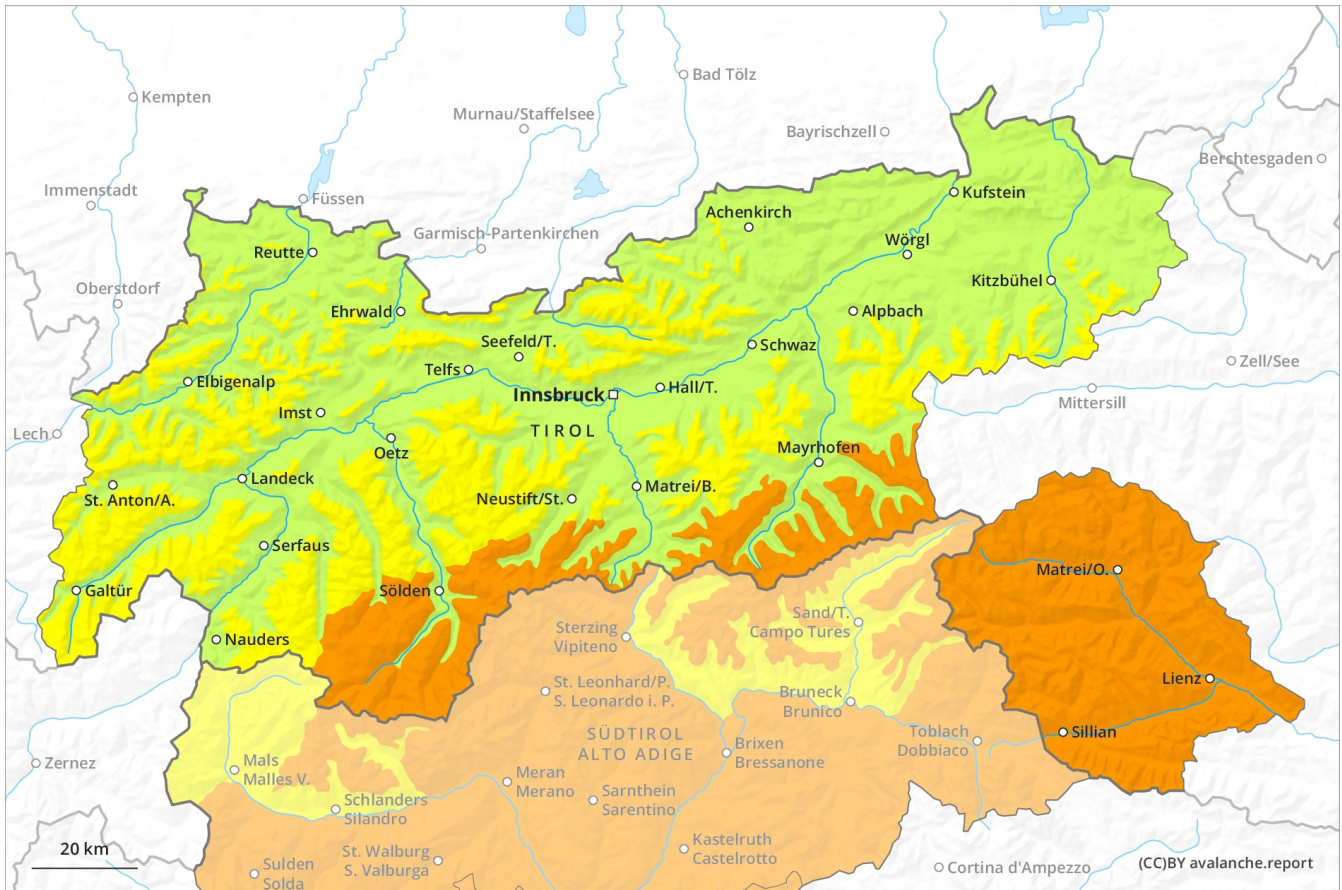 Kempten
Bad Tölz
Murnau/Staffelsee
Bayrischzell
Berchtesgaden
Immenstadt
Füssen
Kufstein
Achenkirch
Garmisch-Partenkirchen
Wörgl
Reutte
Kitzbühel
Oberstdorf
Ehrwald
Alpbach
Seefeld/T.
Schwaz
Zell/See
Telfs
Elbigenalp
Hall/T.
Innsbruck
Mittersill
Imst
Lech
TIROL
Mayrhofen
Oetz
Landeck
Matrei/B.
St. Anton/A.
Neustift/St.
Serfaus
Matrei/O.
Galtür
Sölden
Sand/T.
Campo Tures
Sterzing
Vipiteno
Nauders
Lienz
St. Leonhard/P.
S. Leonardo i. P.
Bruneck
Brunico
SÜDTIROL
ALTO ADIGE
Toblach
Dobbiaco
Sillian
Brixen
Bressanone
Mals
Malles V.
Zernez
Meran
Merano
Sarnthein
Sarentino
Schlanders
Silandro
Kastelruth
Castelrotto
20 km
St. Walburg
S. Valburga
Sulden
Solda
Cortina d'Ampezzo
(CC)BY avalanche.report